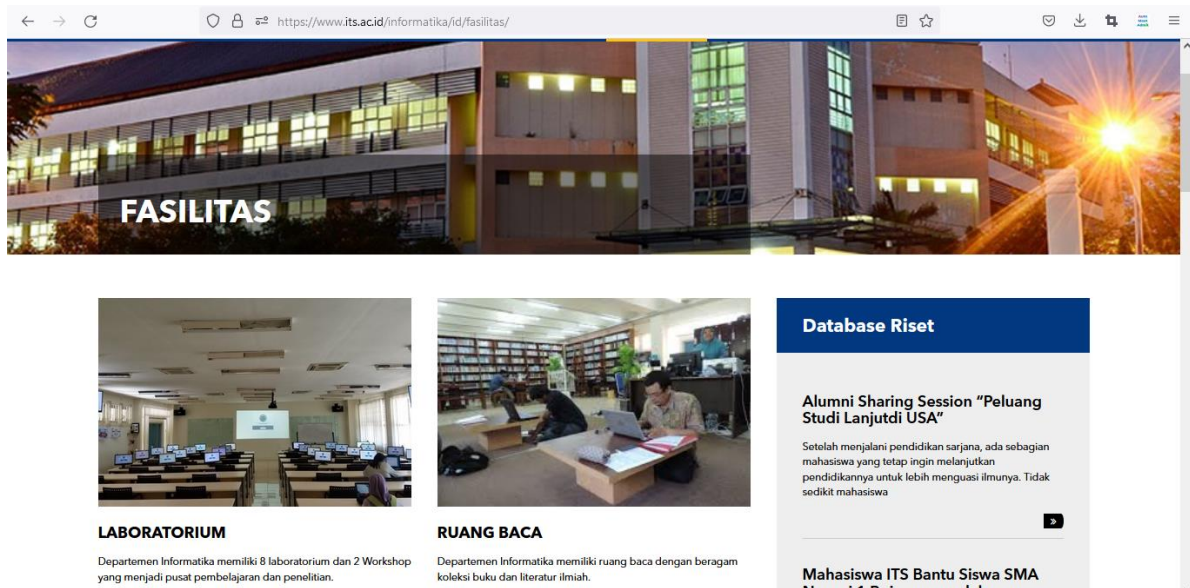 https://www.its.ac.id/informatika/id/fasilitas/
FASILITAS
LABORATORIUM
Departemen Informatika memiliki 8 laboratorium dan 2 Workshop
yang menjadi pusat pembelajaran dan penelitian.
RUANG BACA
Departemen Informatika memiliki ruang baca dengan beragam
koleksi buku dan literatur ilmiah.
Database Riset
Alumni Sharing Session “Peluang
Studi Lanjutdi USA”
Setelah menjalani pendidikan sarjana, ada sebagian
mahasiswa yang tetap ingin melanjutkan
pendidikannya untuk lebih menguasi ilmunya. Tidak
sedikit mahasiswa
Mahasiswa ITS Bantu Siswa SMA